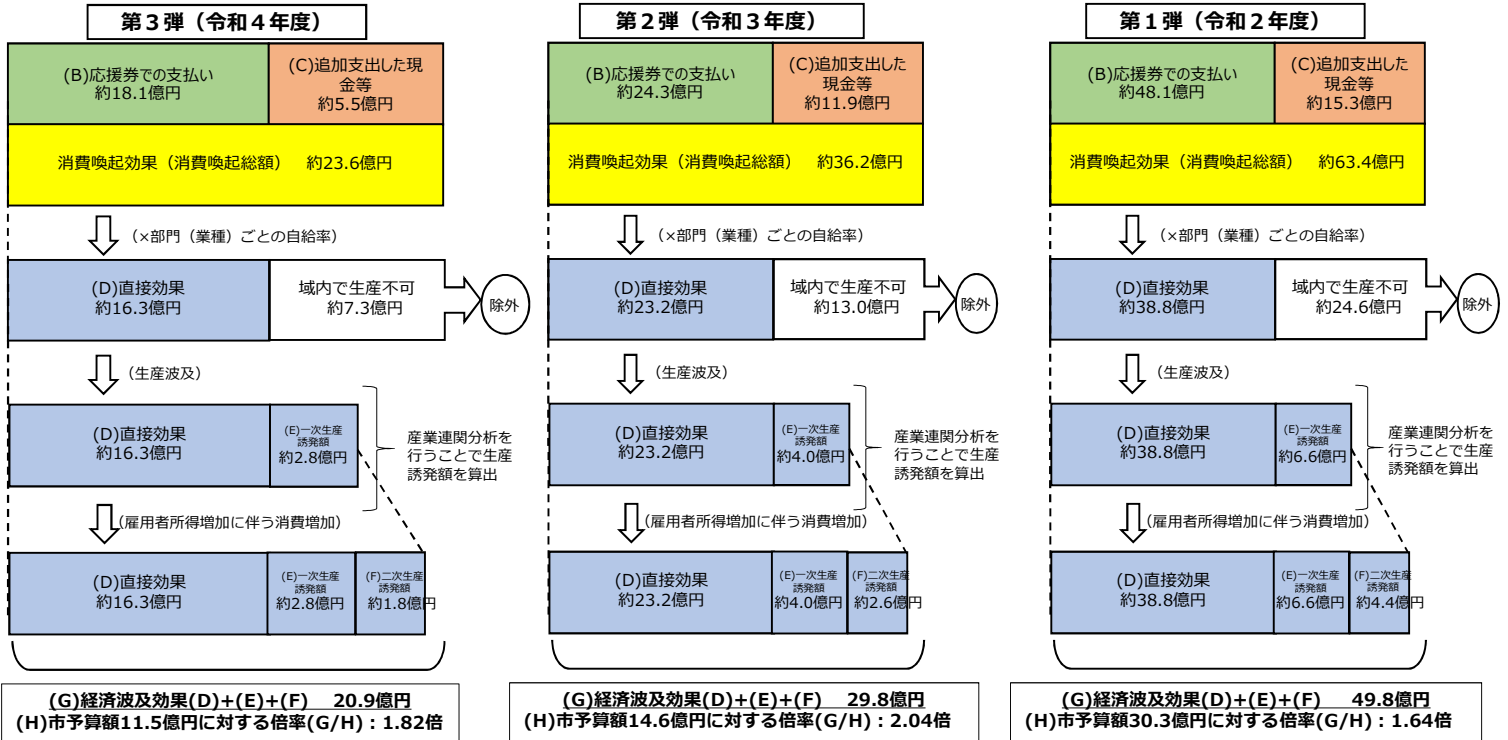 第3弾(令和4年度)
(B)応援券での支払い
約18.1億円
(C)追加支出した現
金等
約5.5億円
消費喚起効果(消費喚起総額) 約23.6億円
(×部門(業種)ごとの自給率)
(D)直接効果
約16.3億円
域内で生産不可
約7.3億円
除外
(生産波及)
(D)直接効果
約16.3億円
(E)一次生産
誘発額
約2.8億円
産業連関分析を
行うことで生産
誘発額を算出
(雇用者所得増加に伴う消費増加)
(D)直接効果
約16.3億円
(E)一次生産
誘発額
約2.8億円
(F)二次生産
誘発額
約1.8億円
(G)経済波及効果(D)+(E)+(F) 20.9億円
(H)市予算額11.5億円に対する倍率(G/H):1.82倍
第2弾(令和3年度)
(B)応援券での支払い
約24.3億円
(C)追加支出した
現金等
約11.9億円
消費喚起効果(消費喚起総額) 約36.2億円
(×部門(業種)ごとの自給率)
(D)直接効果
約23.2億円
域内で生産不可
約13.0億円
除外
(生産波及)
(D)直接効果
約23.2億円
(E)一次生産
誘発額
約4.0億円
産業連関分析を
行うことで生産
誘発額を算出
(雇用者所得増加に伴う消費増加)
(D)直接効果
約23.2億円
(E)一次生産
誘発額
約4.0億円
(F)二次生産
誘発額
約2.6億円
(G)経済波及効果(D)+(E)+(F) 29.8億円
(H)市予算額14.6億円に対する倍率(G/H):2.04倍
第1弾(令和2年度)
(B)応援券での支払い
約48.1億円
(C)追加支出した
現金等
約15.3億円
消費喚起効果(消費喚起総額) 約63.4億円
(×部門(業種)ごとの自給率)
(D)直接効果
約38.8億円
域内で生産不可
約24.6億円
除外
(生産波及)
(D)直接効果
約38.8億円
(E)一次生産
誘発額
約6.6億円
産業連関分析を
行うことで生産
誘発額を算出
(雇用者所得増加に伴う消費増加)
(D)直接効果
約38.8億円
(E)一次生産
誘発額
約6.6億円
(F)二次生産
誘発額
約4.4億円
(G)経済波及効果(D)+(E)+(F) 49.8億円
(H)市予算額30.3億円に対する倍率(G/H):1.64倍